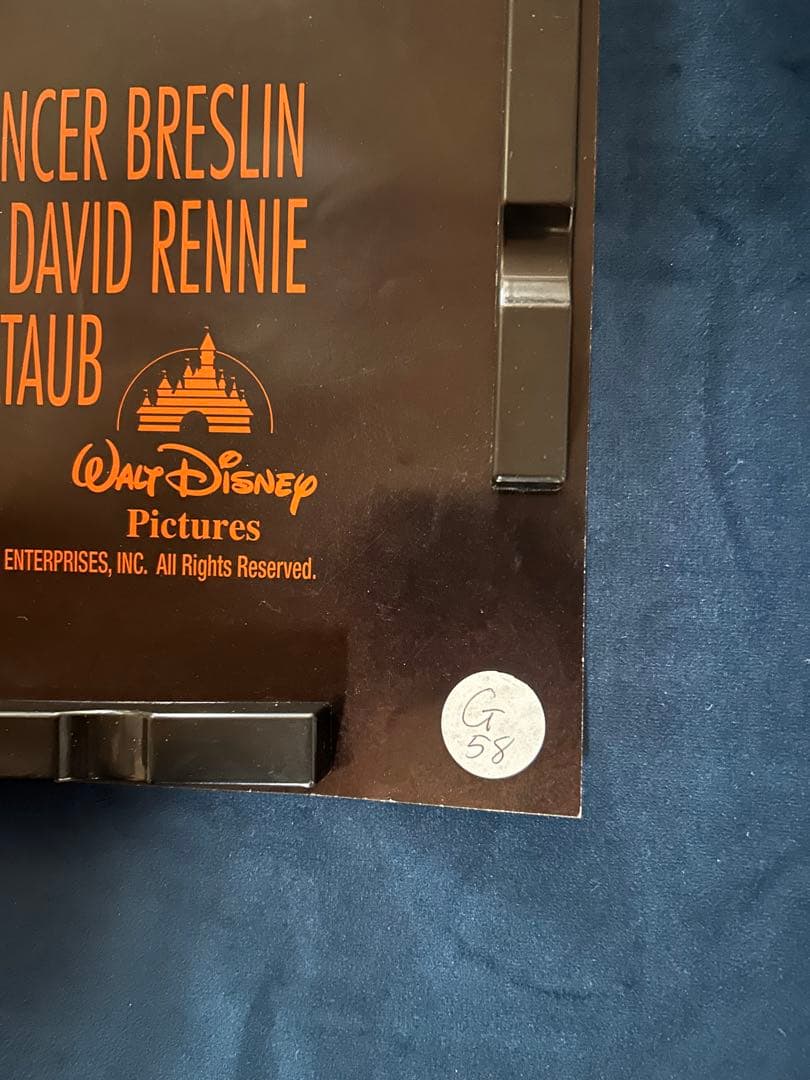 NCER BRESLIN
DAVID RENNIE
TAUB
WALT DISNEY
Pictures
ENTERPRISES, INC. All Rights Reserved.
G
58